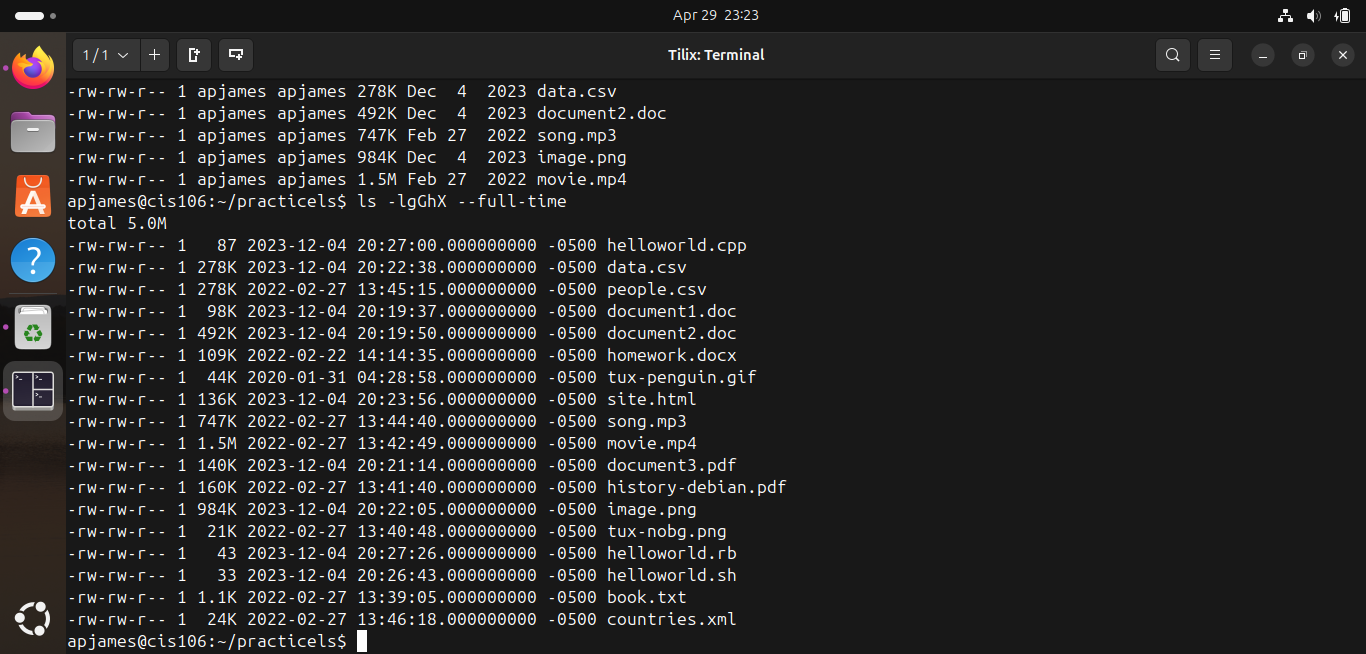 Apr 29 23:23
1 / 1
Tilix: Terminal
-rw-rw-r-- 1 apjames apjames 278K Dec  4  2023 data.csv
-rw-rw-r-- 1 apjames apjames 492K Dec  4  2023 document2.doc
-rw-rw-r-- 1 apjames apjames 747K Feb 27  2022 song.mp3
-rw-rw-r-- 1 apjames apjames 984K Dec  4  2023 image.png
-rw-rw-r-- 1 apjames apjames 1.5M Feb 27  2022 movie.mp4
apjames@cis106:~/practicels$ ls -lgGhX --full-time
total 5.0M
-rw-rw-r-- 1   87 2023-12-04 20:27:00.000000000 -0500 helloworld.cpp
-rw-rw-r-- 1 278K 2023-12-04 20:22:38.000000000 -0500 data.csv
-rw-rw-r-- 1 278K 2022-02-27 13:45:15.000000000 -0500 people.csv
-rw-rw-r-- 1  98K 2023-12-04 20:19:37.000000000 -0500 document1.doc
-rw-rw-r-- 1 492K 2023-12-04 20:19:50.000000000 -0500 document2.doc
-rw-rw-r-- 1 109K 2022-02-22 14:14:35.000000000 -0500 homework.docx
-rw-rw-r-- 1  44K 2020-01-31 04:28:58.000000000 -0500 tux-penguin.gif
-rw-rw-r-- 1 136K 2023-12-04 20:23:56.000000000 -0500 site.html
-rw-rw-r-- 1 747K 2022-02-27 13:44:40.000000000 -0500 song.mp3
-rw-rw-r-- 1 1.5M 2022-02-27 13:42:49.000000000 -0500 movie.mp4
-rw-rw-r-- 1 140K 2023-12-04 20:21:14.000000000 -0500 document3.pdf
-rw-rw-r-- 1 160K 2022-02-27 13:41:40.000000000 -0500 history-debian.pdf
-rw-rw-r-- 1 984K 2023-12-04 20:22:05.000000000 -0500 image.png
-rw-rw-r-- 1  21K 2022-02-27 13:40:48.000000000 -0500 tux-nobg.png
-rw-rw-r-- 1   43 2023-12-04 20:27:26.000000000 -0500 helloworld.rb
-rw-rw-r-- 1   33 2023-12-04 20:26:43.000000000 -0500 helloworld.sh
-rw-rw-r-- 1 1.1K 2022-02-27 13:39:05.000000000 -0500 book.txt
-rw-rw-r-- 1  24K 2022-02-27 13:46:18.000000000 -0500 countries.xml
apjames@cis106:~/practicels$